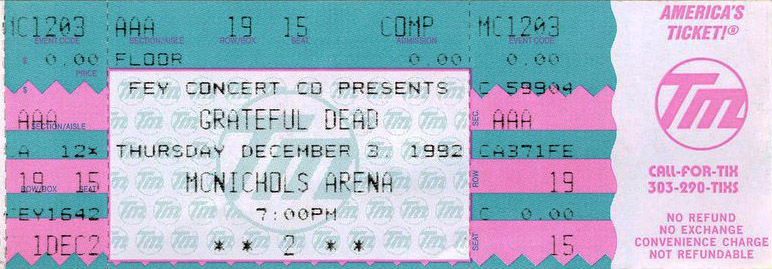 MC1203 AAA 19 15 COMP MC1203
EVENT CODE SECTION/AISLE ROW/BOX SEAT ADMISSION EVENT CODE
$ 0.00 FLOOR 0.00 0.00
PRICE
FEY CONCERT CO PRESENTS
C 59904
AAA GRATEFUL DEAD AAA
SECTION/AISLE SEC
A 12x THURSDAY DECEMBER 3, 1992 CA371FE
19 15 MCNICHOLS ARENA 19
ROW/BOX SEAT ROW
FEY1642 7:00PM C 0.00
1DEC2 * * 2 * * 15
SEAT
AMERICA'S
TICKET!®
TM
CALL-FOR-TIX
303-290-TIXS
NO REFUND
NO EXCHANGE
CONVENIENCE CHARGE
NOT REFUNDABLE